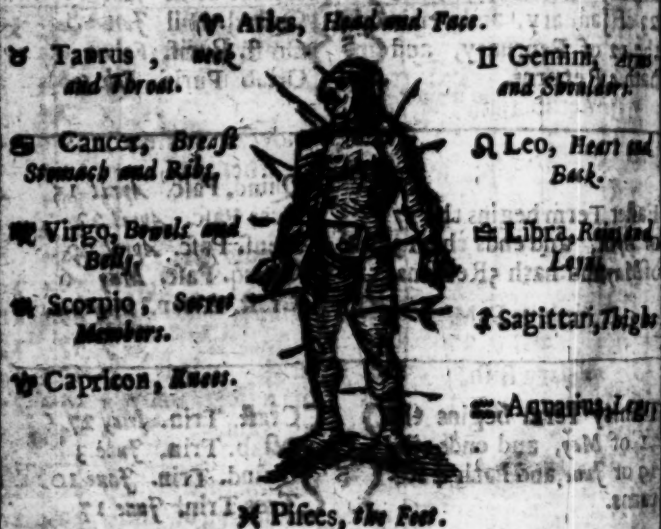 ♈ Aries, Head and Face.
♉ Taurus, neck
and Throat.
♊ Gemini, Arms
and Shoulders.
♋ Cancer, Breaſt
Stomach and Ribs,
♌ Leo, Heart and
Back.
♍ Virgo, Bowels and
Belly,
♎ Libra, Reins and
Loyns,
♏ Scorpio, Secret
Members.
♐ Sagittari, Thighs
♑ Capricon, Knees.
♒ Aquarius, Legs
♓ Piſces, the Feet.